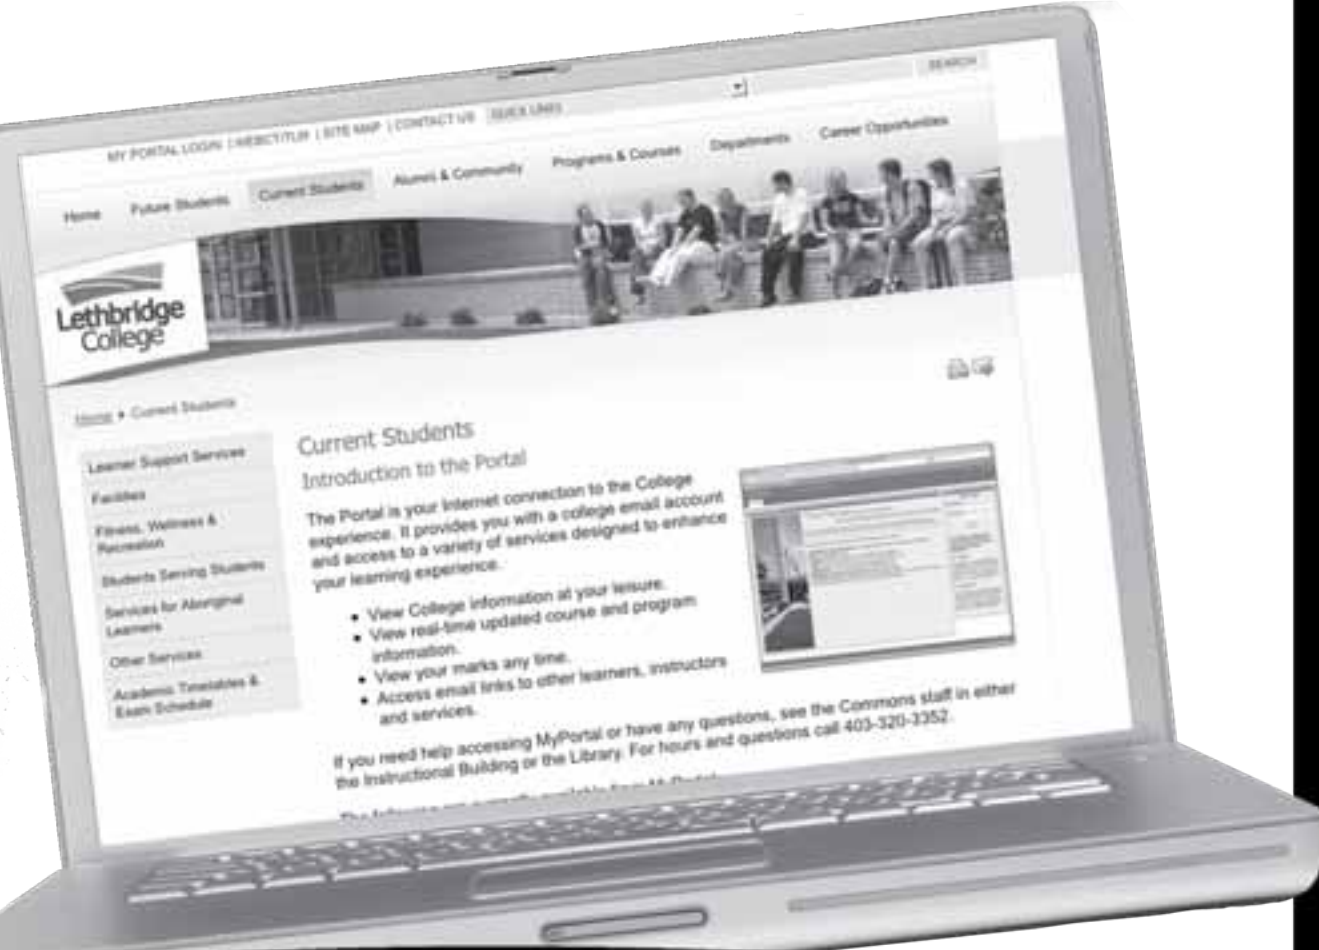 SEARCH
MY PORTAL LOGIN | WEBCT/TLM | SITE MAP | CONTACT US QUICK LINKS
Home Future Students Current Students Alumni & Community Programs & Courses Departments Career Opportunities
Lethbridge
College
Home Current Students
Learner Support Services
Facilities
Fitness, Wellness &
Recreation
Students Serving Students
Services for Aboriginal
Learners
Other Services
Academic Timetables &
Exam Schedule
Current Students
Introduction to the Portal
The Portal is your Internet connection to the College
experience. It provides you with a college email account
and access to a variety of services designed to enhance
your learning experience.
• View College information at your leisure.
• View real-time updated course and program
information.
• View your marks any time.
• Access email links to other learners, instructors
and services.
If you need help accessing MyPortal or have any questions, see the Commons staff in either
the Instructional Building or the Library. For hours and questions call 403-320-3352.